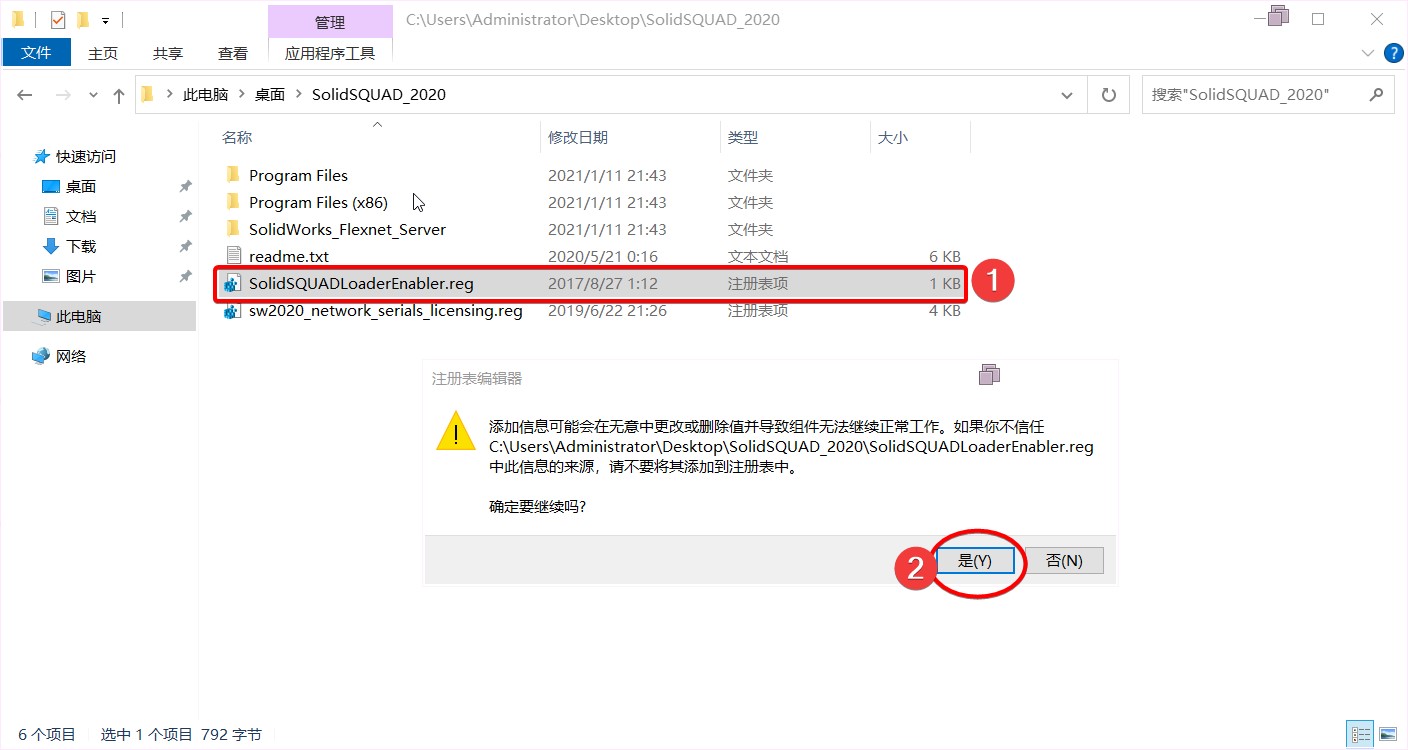 管理
C:\Users\Administrator\Desktop\SolidSQUAD_2020
文件
主页
共享
查看
应用程序工具
?
此电脑
桌面
SolidSQUAD_2020
搜索"SolidSQUAD_2020"
名称
修改日期
类型
大小
快速访问
桌面
文档
下载
图片
此电脑
网络
Program Files 2021/1/11 21:43 文件夹
Program Files (x86) 2021/1/11 21:43 文件夹
SolidWorks_Flexnet_Server 2021/1/11 21:43 文件夹
readme.txt 2020/5/21 0:16 文本文档 6 KB
SolidSQUADLoaderEnabler.reg 2017/8/27 1:12 注册表项 1 KB
1
sw2020_network_serials_licensing.reg 2019/6/22 21:26 注册表项 4 KB
注册表编辑器
添加信息可能会在无意中更改或删除值并导致组件无法继续正常工作。如果你不信任
C:\Users\Administrator\Desktop\SolidSQUAD_2020\SolidSQUADLoaderEnabler.reg
中此信息的来源，请不要将其添加到注册表中。
确定要继续吗?
2
是(Y)
否(N)
6 个项目
选中 1 个项目 792 字节